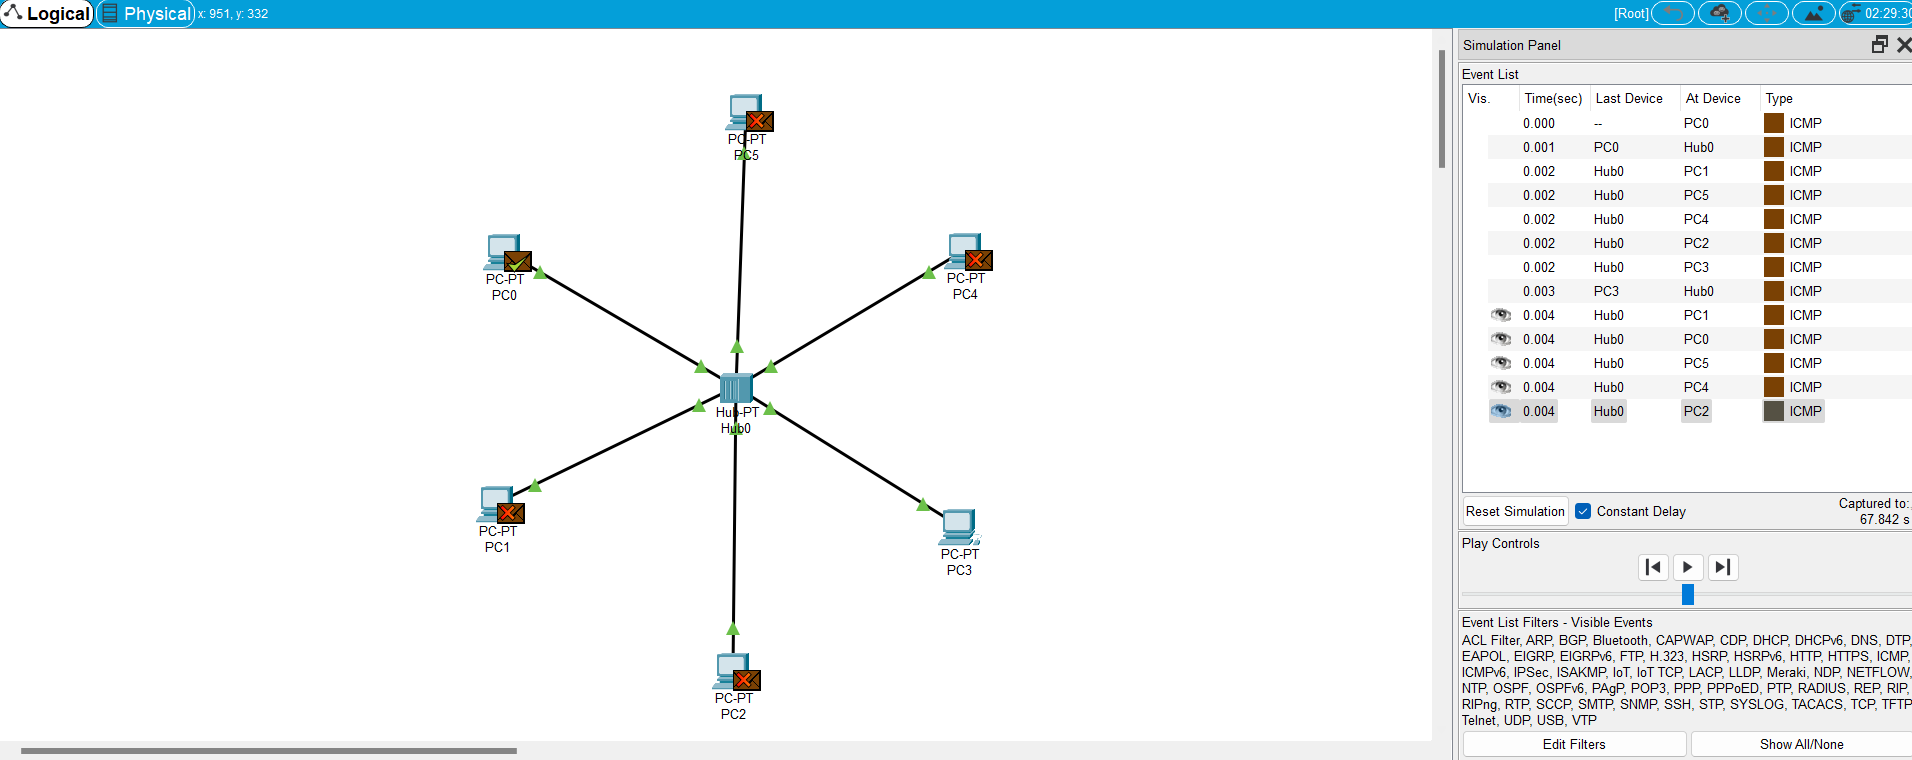 Logical Physical x: 951, y: 332 [Root] 02:29:30
Simulation Panel
Event List
Vis. Time(sec) Last Device At Device Type
0.000 -- PC0 ICMP
0.001 PC0 Hub0 ICMP
0.002 Hub0 PC1 ICMP
0.002 Hub0 PC5 ICMP
0.002 Hub0 PC4 ICMP
0.002 Hub0 PC2 ICMP
0.002 Hub0 PC3 ICMP
0.003 PC3 Hub0 ICMP
0.004 Hub0 PC1 ICMP
0.004 Hub0 PC0 ICMP
0.004 Hub0 PC5 ICMP
0.004 Hub0 PC4 ICMP
0.004 Hub0 PC2 ICMP
Reset Simulation Constant Delay Captured to:
67.842 s
Play Controls
Event List Filters - Visible Events
ACL Filter, ARP, BGP, Bluetooth, CAPWAP, CDP, DHCP, DHCPv6, DNS, DTP,
EAPOL, EIGRP, EIGRPv6, FTP, H.323, HSRP, HSRPv6, HTTP, HTTPS, ICMP,
ICMPv6, IPSec, ISAKMP, IoT, IoT TCP, LACP, LLDP, Meraki, NDP, NETFLOW,
NTP, OSPF, OSPFv6, PAgP, POP3, PPP, PPPoED, PTP, RADIUS, REP, RIP,
RIPng, RTP, SCCP, SMTP, SNMP, SSH, STP, SYSLOG, TACACS, TCP, TFTP
Telnet, UDP, USB, VTP
Edit Filters Show All/None
PC-PT
PC5
PC-PT
PC0
PC-PT
PC4
Hub-PT
Hub0
PC-PT
PC1
PC-PT
PC3
PC-PT
PC2